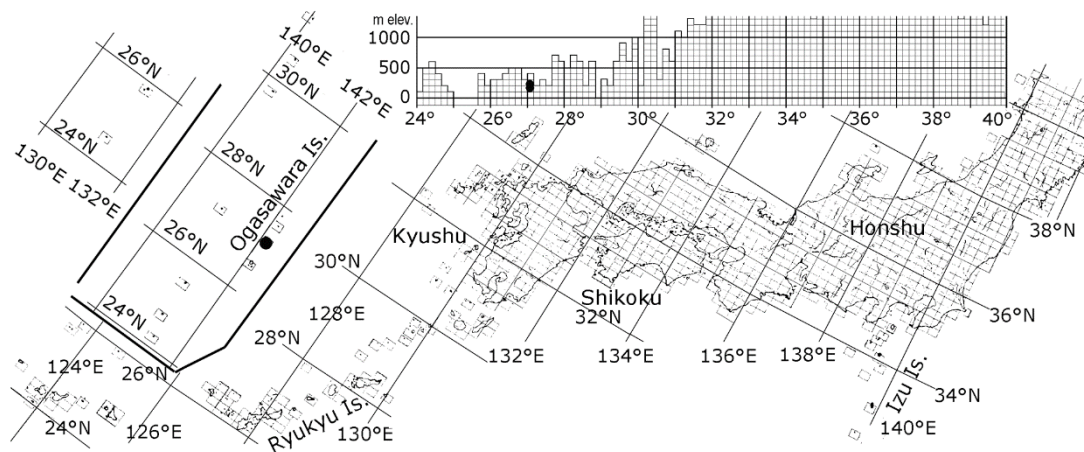 m elev.
1000
500
0
24° 26° 28° 30° 32° 34° 36° 38° 40°
26°N
24°N
130°E 132°E
140°E
30°N
142°E
28°N
Ogasawara Is.
26°N
24°N
Kyushu
Shikoku
Honshu
38°N
36°N
34°N
32°N
30°N
28°N
26°N
24°N
124°E
126°E
128°E
130°E
132°E
134°E
136°E
138°E
140°E
Ryukyu Is.
Izu Is.